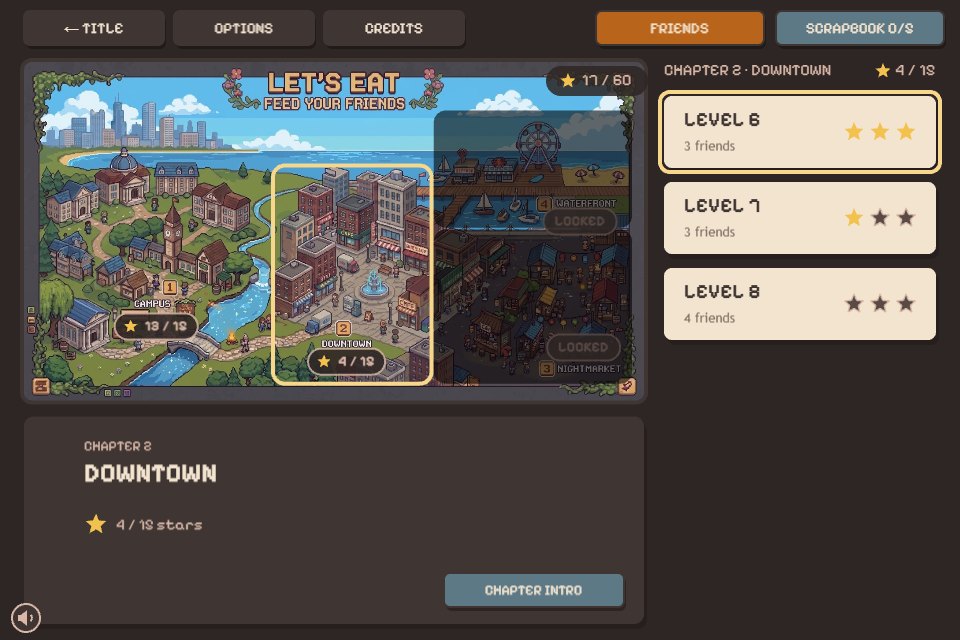 ← TITLE
OPTIONS
CREDITS
FRIENDS
SCRAPBOOK 0/5
LET'S EAT
FEED YOUR FRIENDS
17 / 60
4 WATERFRONT
LOCKED
1
CAMPUS
13 / 18
2
DOWNTOWN
4 / 18
LOCKED
3 NIGHTMARKET
CHAPTER 2 · DOWNTOWN
4 / 18
LEVEL 6
3 friends
LEVEL 7
3 friends
LEVEL 8
4 friends
CHAPTER 2
DOWNTOWN
4 / 18 stars
CHAPTER INTRO